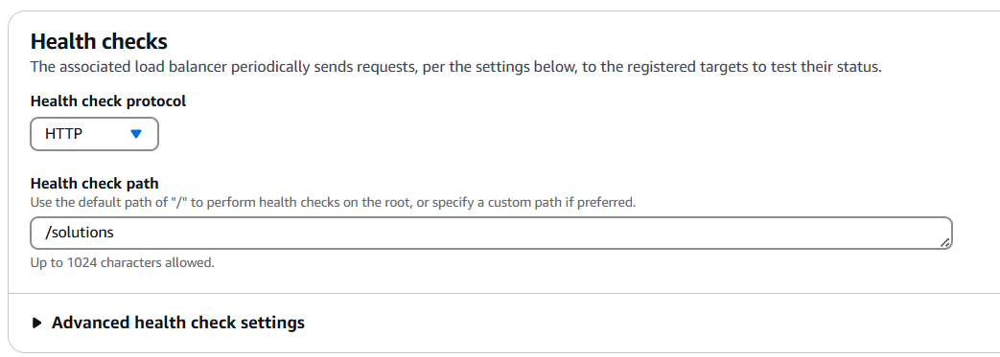 Health checks
The associated load balancer periodically sends requests, per the settings below, to the registered targets to test their status.
Health check protocol
HTTP
Health check path
Use the default path of "/" to perform health checks on the root, or specify a custom path if preferred.
/solutions
Up to 1024 characters allowed.
Advanced health check settings